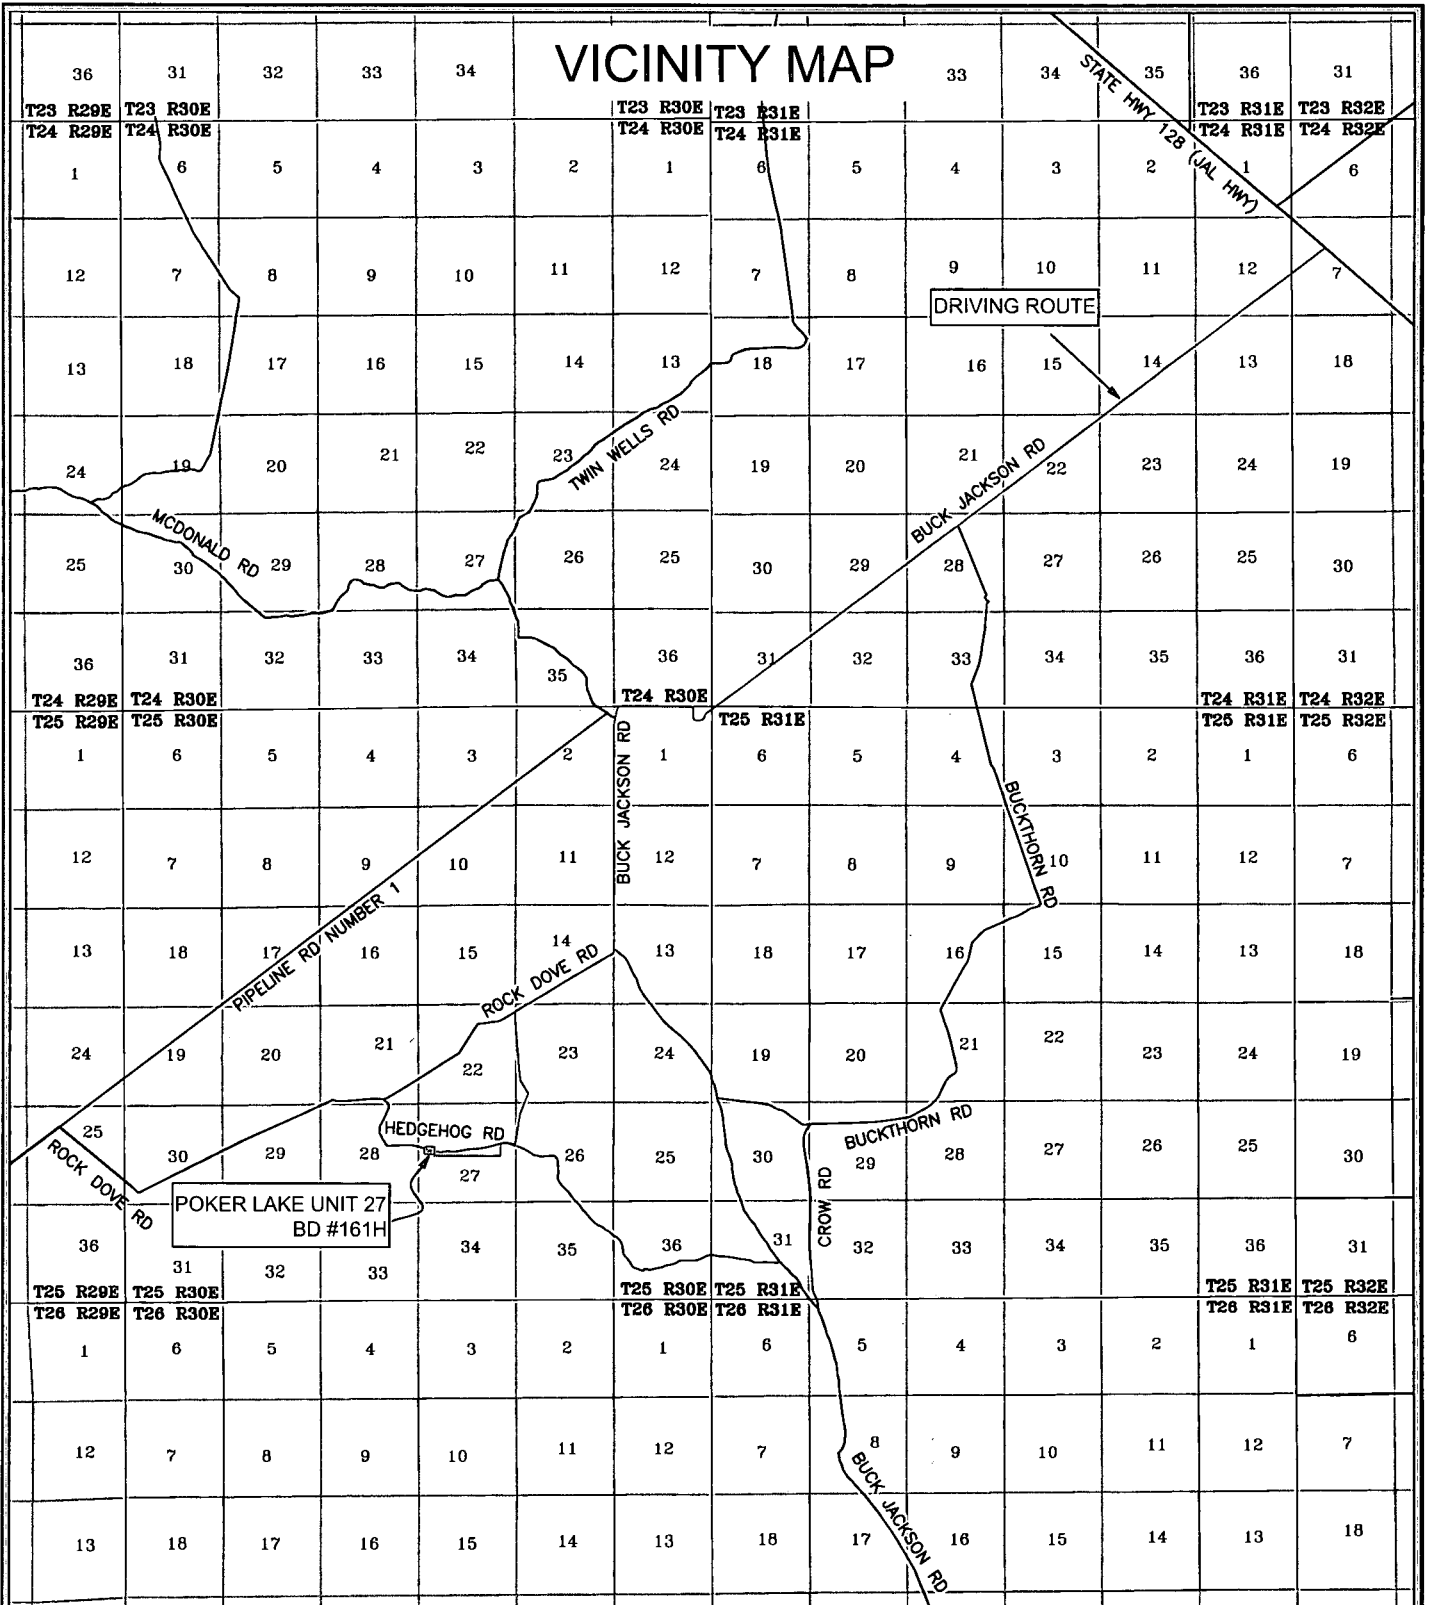 VICINITY MAP
36 31 32 33 34 33 34 35 36 31
STATE HWY 128 (JAL HWY)
T23 R29E T23 R30E T23 R30E T23 R31E T23 R31E T23 R32E
T24 R29E T24 R30E T24 R30E T24 R31E T24 R31E T24 R32E
1 6 5 4 3 2 1 6 5 4 3 2 1 6
12 7 8 9 10 11 12 7 8 9 10 11 12 7
DRIVING ROUTE
13 18 17 16 15 14 13 18 17 16 15 14 13 18
TWIN WELLS RD
BUCK JACKSON RD
24 19 20 21 22 23 24 19 20 21 22 23 24 19
MCDONALD RD
25 30 29 28 27 26 25 30 29 28 27 26 25 30
36 31 32 33 34 35 36 31 32 33 34 35 36 31
T24 R29E T24 R30E T24 R30E T24 R31E T24 R32E
T25 R29E T25 R30E T25 R31E T25 R31E T25 R32E
1 6 5 4 3 2 1 6 5 4 3 2 1 6
BUCK JACKSON RD
BUCKTHORN RD
12 7 8 9 10 11 12 7 8 9 10 11 12 7
PIPELINE RD NUMBER 1
13 18 17 16 15 14 13 18 17 16 15 14 13 18
ROCK DOVE RD
24 19 20 21 22 23 24 19 20 21 22 23 24 19
HEDGEHOG RD
BUCKTHORN RD
25 30 29 28 27 26 25 30 29 28 27 26 25 30
ROCK DOVE RD
CROW RD
POKER LAKE UNIT 27
BD #161H
36 31 32 33 34 35 36 31 32 33 34 35 36 31
T25 R29E T25 R30E T25 R30E T25 R31E T25 R31E T25 R32E
T26 R29E T26 R30E T26 R30E T26 R31E T26 R31E T26 R32E
1 6 5 4 3 2 1 6 5 4 3 2 1 6
12 7 8 9 10 11 12 7 8 9 10 11 12 7
BUCK JACKSON RD
13 18 17 16 15 14 13 18 17 16 15 14 13 18